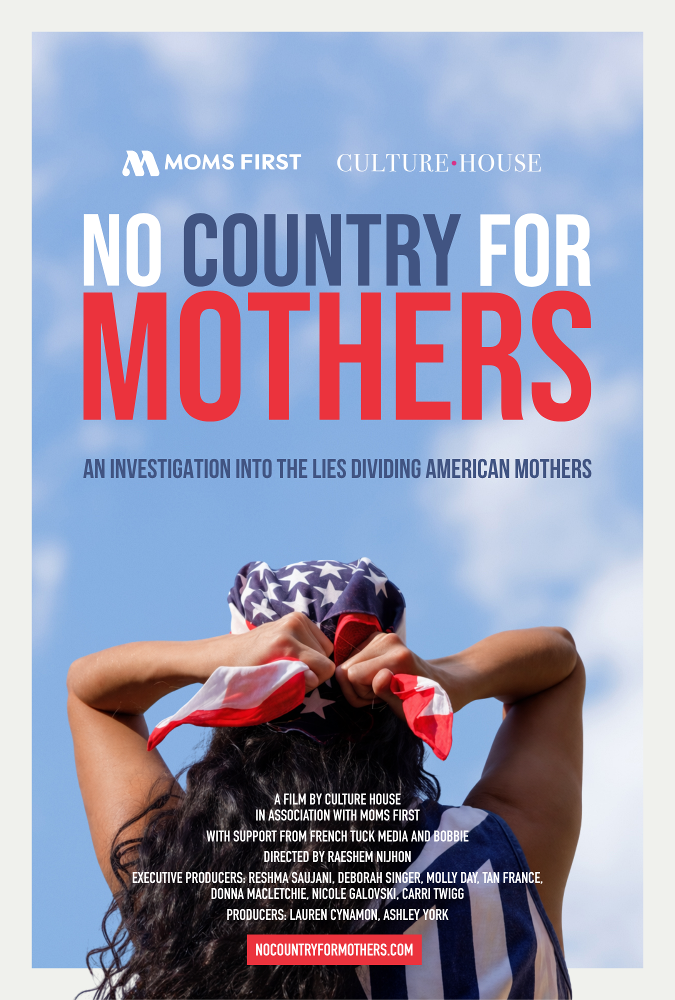 MOMS FIRST
CULTURE•HOUSE
NO COUNTRY FOR
MOTHERS
AN INVESTIGATION INTO THE LIES DIVIDING AMERICAN MOTHERS
A FILM BY CULTURE HOUSE
IN ASSOCIATION WITH MOMS FIRST
WITH SUPPORT FROM FRENCH TUCK MEDIA AND BOBBIE
DIRECTED BY RAESHEM NIJHON
EXECUTIVE PRODUCERS: RESHMA SAUJANI, DEBORAH SINGER, MOLLY DAY, TAN FRANCE,
DONNA MACLETCHIE, NICOLE GALOVSKI, CARRI TWIGG
PRODUCERS: LAUREN CYNAMON, ASHLEY YORK
NOCOUNTRYFORMOTHERS.COM